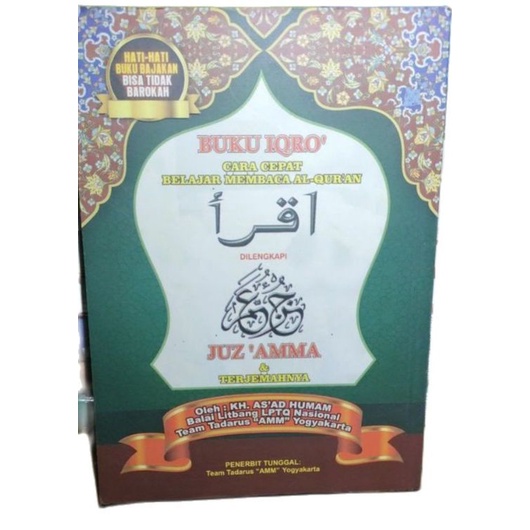 HATI-HATI
BUKU BAJAKAN
BISA TIDAK
BAROKAH
BUKU IQRO'
CARA CEPAT
BELAJAR MEMBACA AL-QUR'AN
اقرأ
DILENGKAPI
جزء عم
JUZ 'AMMA
&
TERJEMAHNYA
Oleh : KH. AS'AD HUMAM
Balai Litbang LPTQ Nasional
Team Tadarus "AMM" Yogyakarta
PENERBIT TUNGGAL:
Team Tadarus "AMM" Yogyakarta